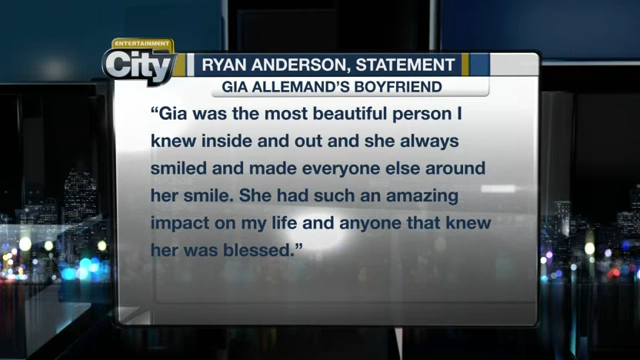 ENTERTAINMENT
City
RYAN ANDERSON, STATEMENT
GIA ALLEMAND'S BOYFRIEND
“Gia was the most beautiful person I
knew inside and out and she always
smiled and made everyone else around
her smile. She had such an amazing
impact on my life and anyone that knew
her was blessed.”